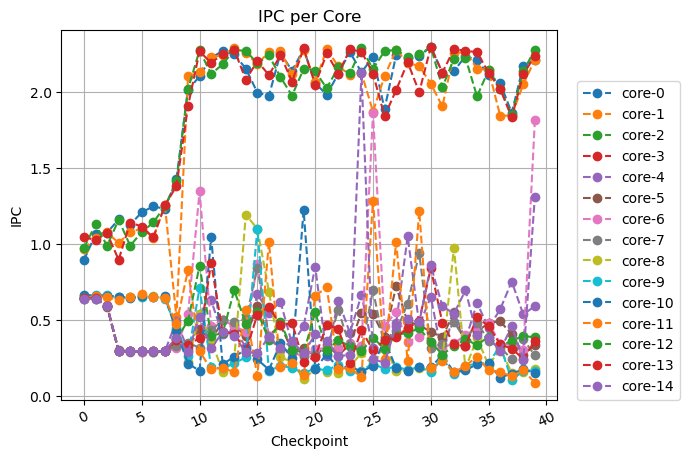 IPC per Core
IPC
2.0
1.5
1.0
0.5
0.0
0
5
10
15
20
25
30
35
40
Checkpoint
core-0
core-1
core-2
core-3
core-4
core-5
core-6
core-7
core-8
core-9
core-10
core-11
core-12
core-13
core-14